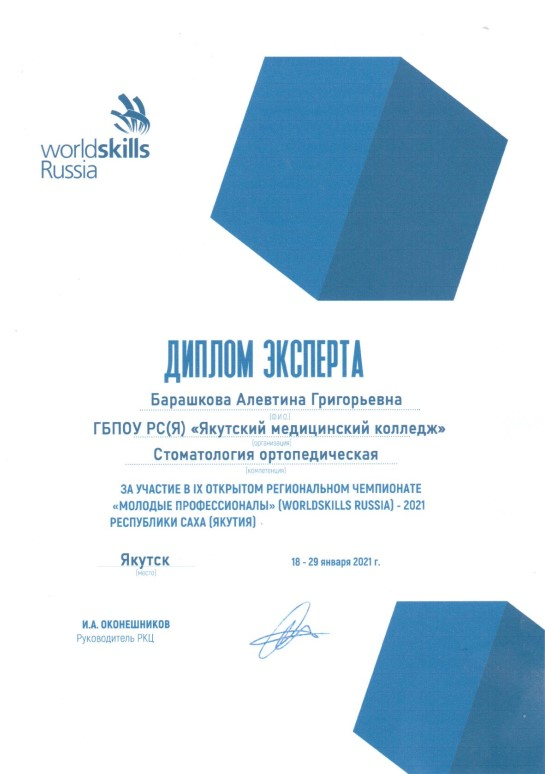 worldskills
Russia
ДИПЛОМ ЭКСПЕРТА
Барашкова Алевтина Григорьевна
(Ф.И.О.)
ГБПОУ РС(Я) «Якутский медицинский колледж»
(организация)
Стоматология ортопедическая
(компетенция)
ЗА УЧАСТИЕ В IX ОТКРЫТОМ РЕГИОНАЛЬНОМ ЧЕМПИОНАТЕ
«МОЛОДЫЕ ПРОФЕССИОНАЛЫ» (WORLDSKILLS RUSSIA) - 2021
РЕСПУБЛИКИ САХА (ЯКУТИЯ)
Якутск
(место)
18 - 29 января 2021 г.
И.А. ОКОНЕШНИКОВ
Руководитель РКЦ